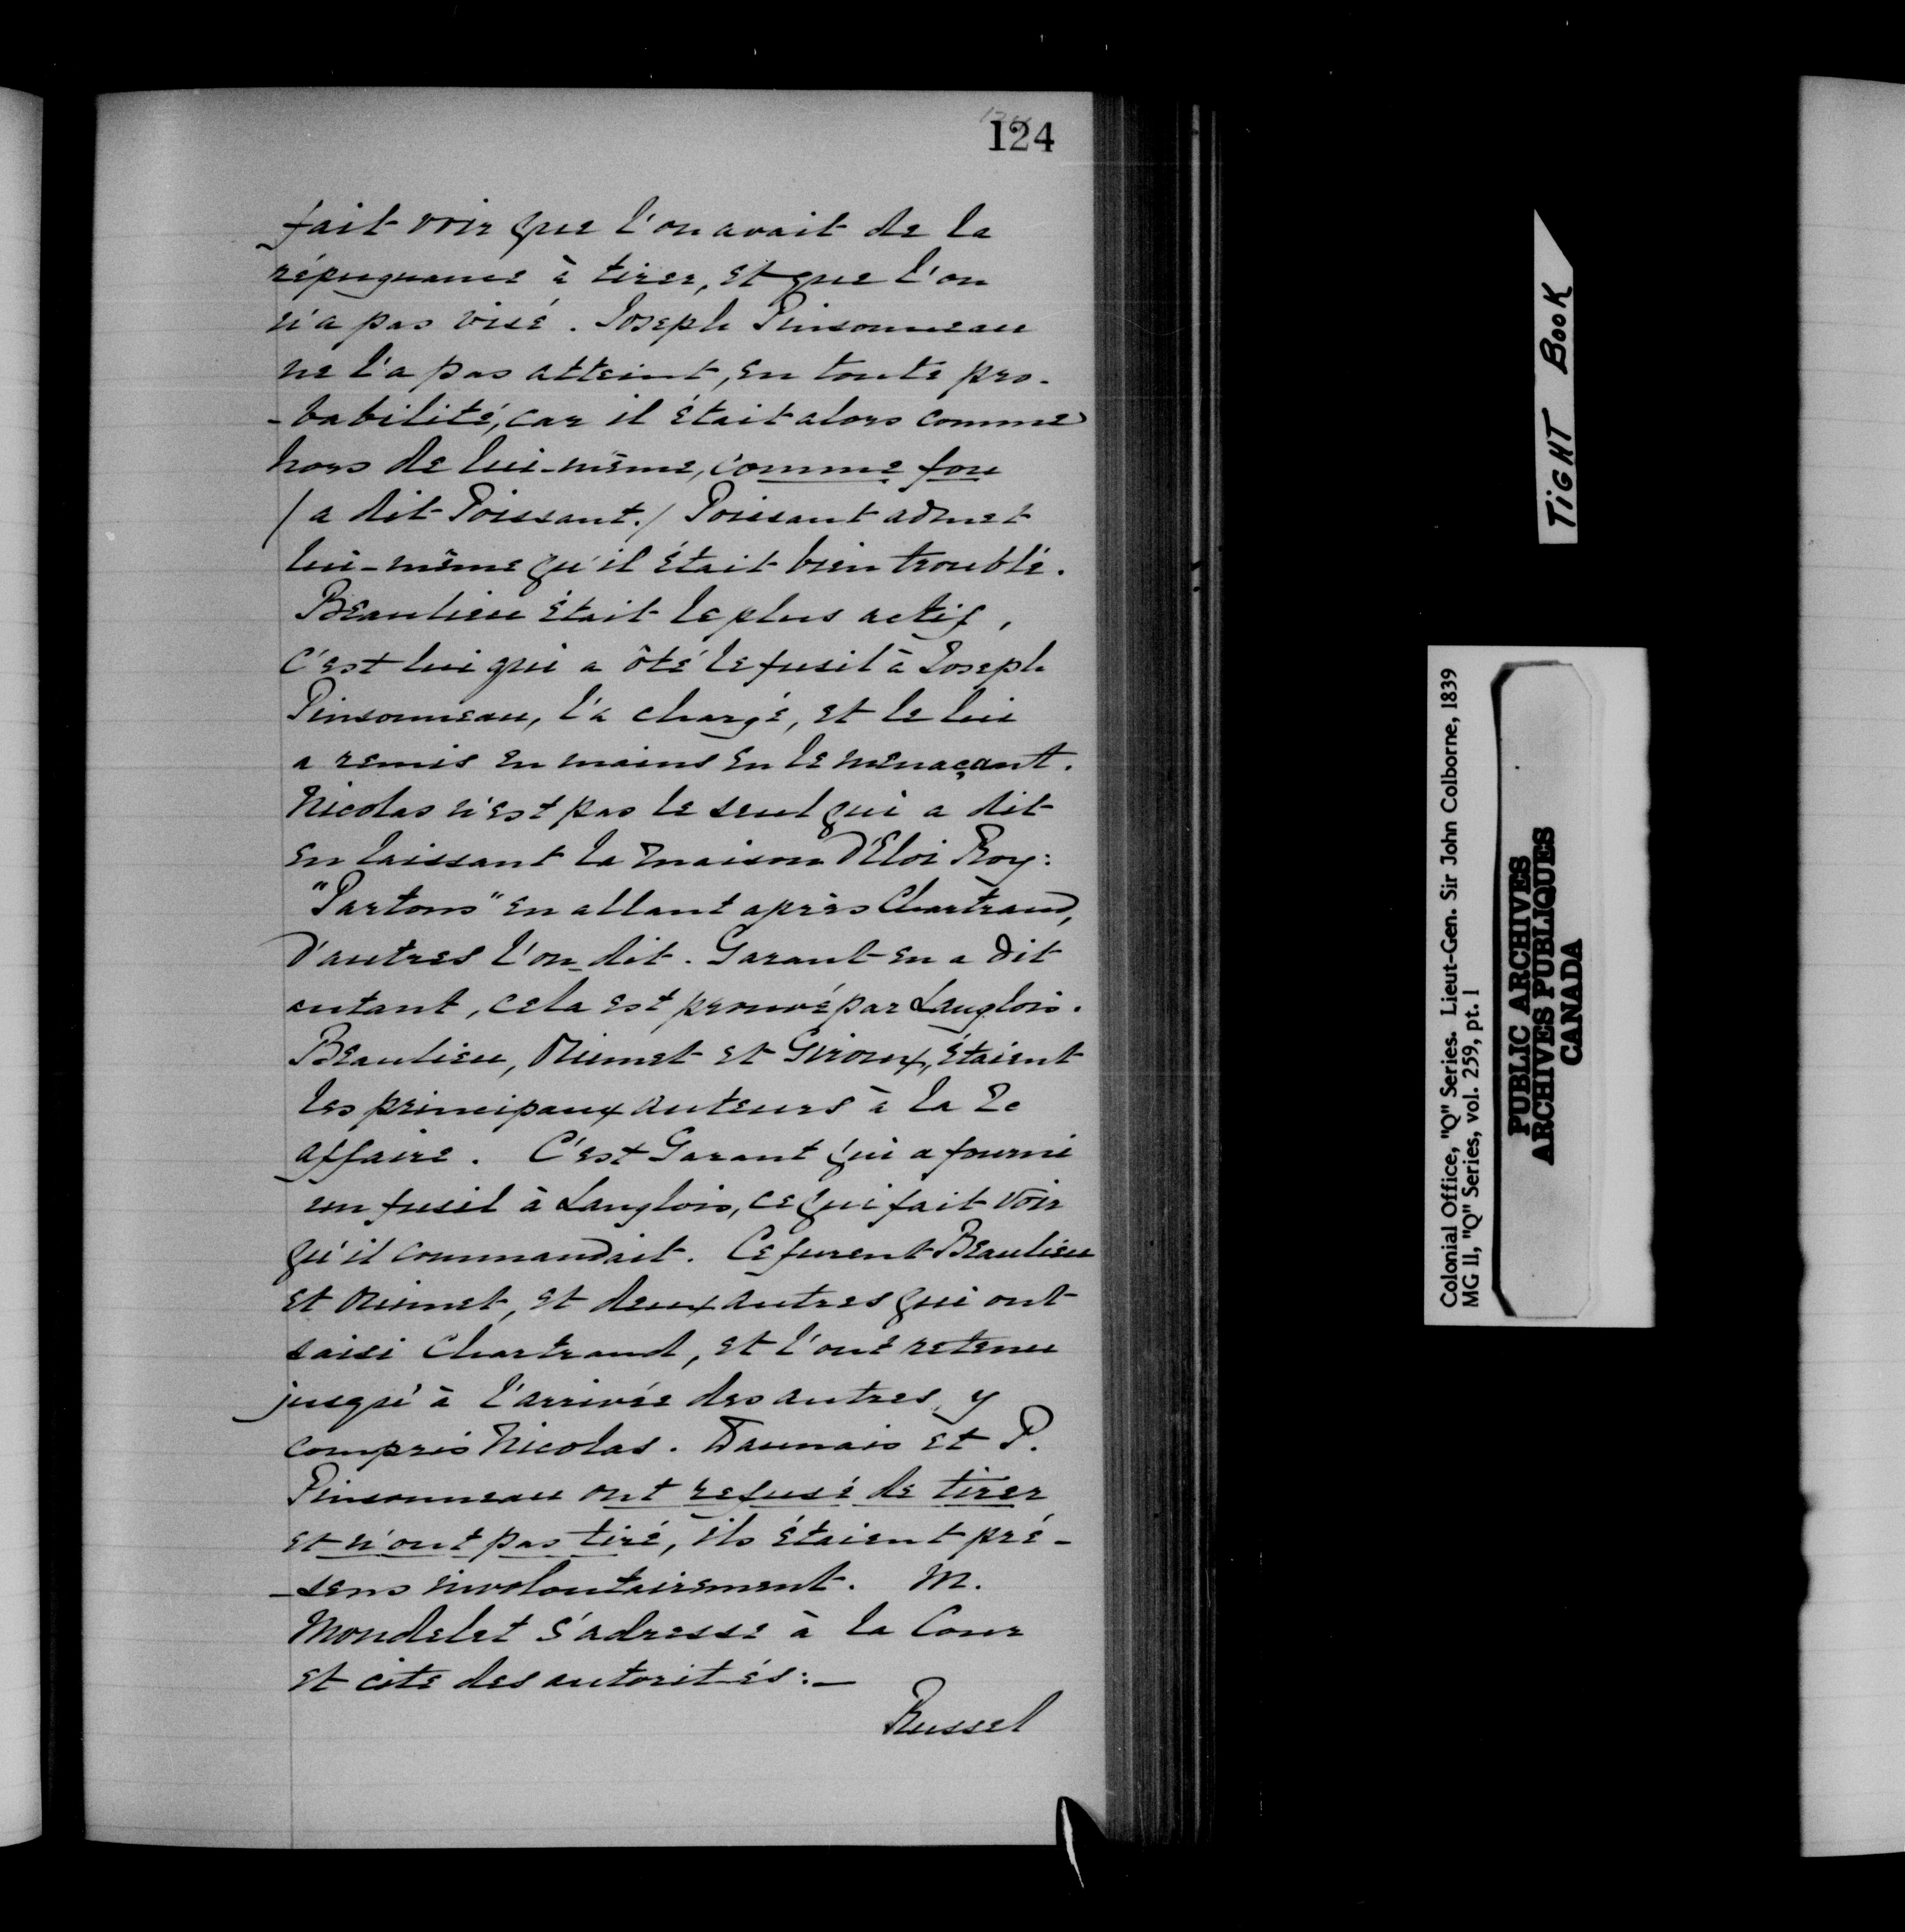 124
fait voir que l'on avait de la
répugnance à tirer, et que l'on
n'a pas visé. Joseph Pinsonneau
ne l'a pas atteint, en toute pro-
-babilité, car il était alors comme
hors de lui-même, comme fou
(a dit Poissant.) Poissant admet
lui-même qu'il était bien troublé.
Beaulieu était le plus actif,
c'est lui qui a ôté le fusil à Joseph
Pinsonneau, l'a chargé, et le lui
a remis en mains en le menaçant.
Nicolas n'est pas le seul qui a dit
en laissant la maison d'Eloi Roy:
"Partons" en allant après Chartrand,
d'autres l'on dit. Garant en a dit
autant, cela est prouvé par Langlois.
Beaulieu, et Giroux, étaient
les principaux auteurs à la 2e
affaire. C'est Garant qui a fourni
un fusil à Langlois, ce qui fait voir
qu'il commandait. Ce furent Beaulieu
et et deux autres qui ont
saisi Chartrand, et l'ont retenu
jusqu'à l'arrivée des autres, y
compris Nicolas. Daunais et P.
Pinsonneau ont refusé de tirer
et n'ont pas tiré, ils étaient pré-
-sens involontairement. M.
Mondelet s'adresse à la Cour
et cite des autorités:—
Russel
TIGHT BOOK
Colonial Office, "Q" Series. Lieut-Gen. Sir John Colborne, 1839
MG 11, "Q" Series, vol. 259, pt. 1
PUBLIC ARCHIVES
ARCHIVES PUBLIQUES
CANADA